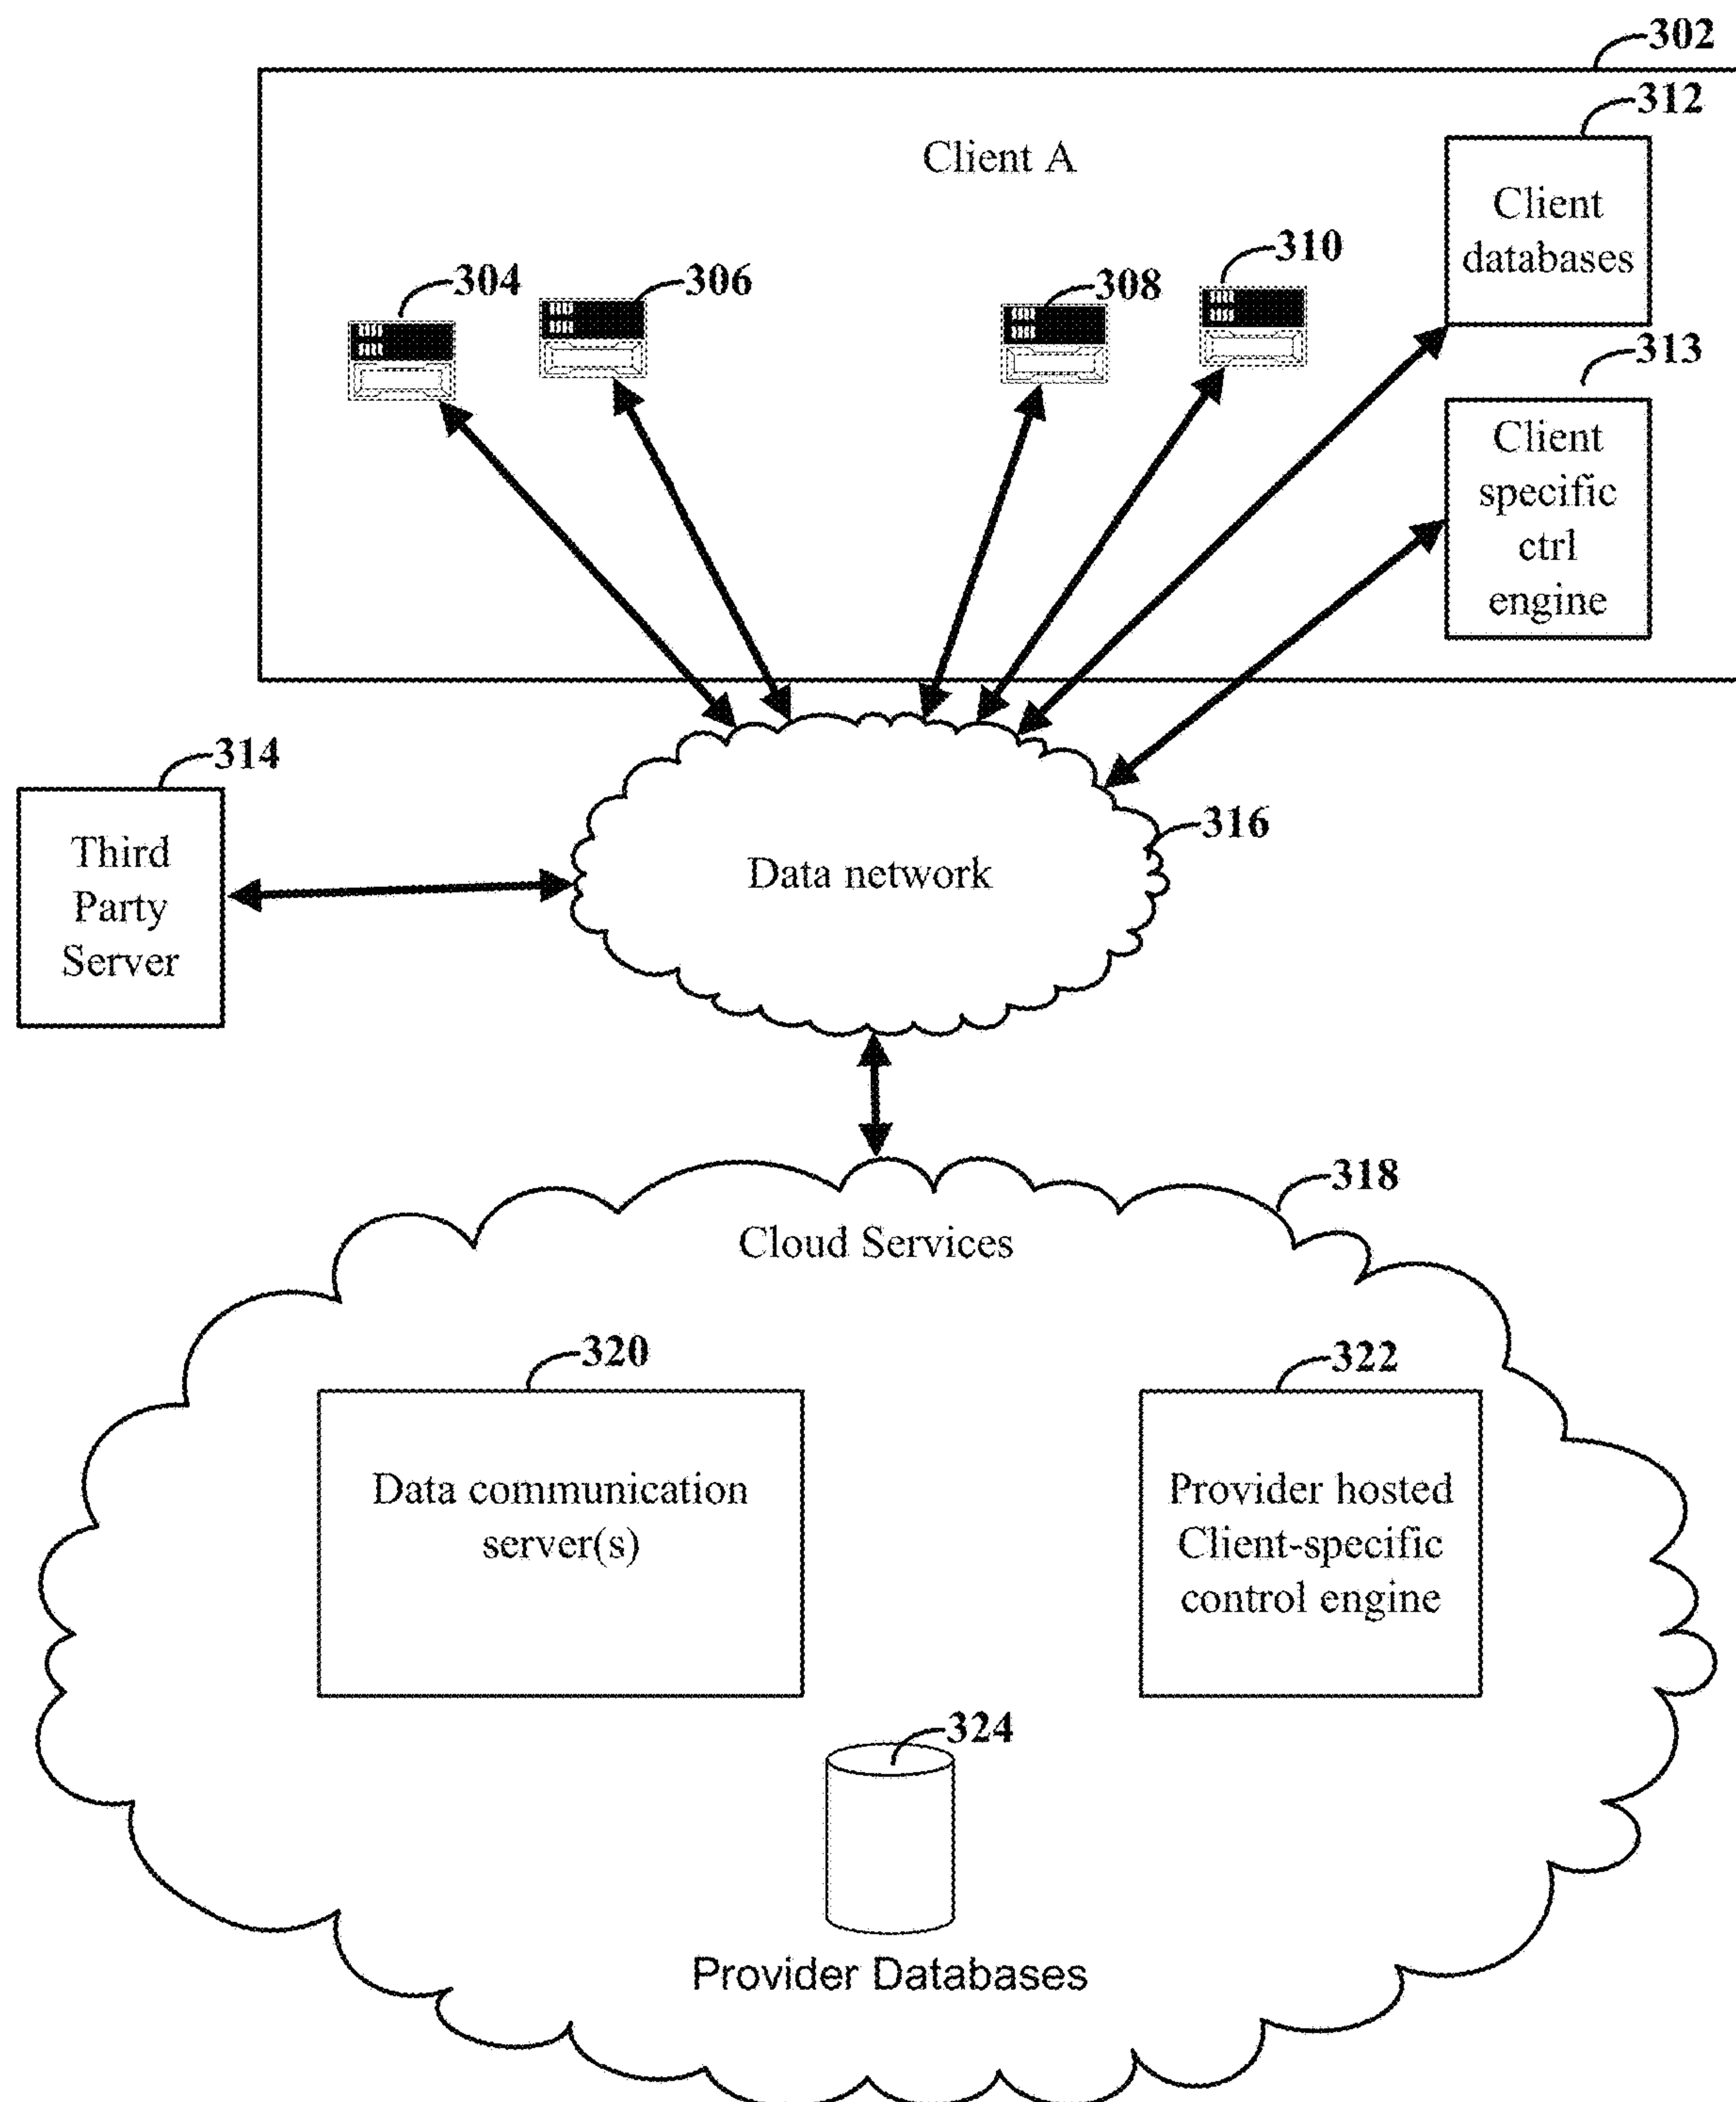 302
312
Client A
Client
databases
304
306
308
310
313
Client
specific
ctrl
engine
314
Third
Party
Server
316
Data network
318
Cloud Services
320
322
Data communication
server(s)
Provider hosted
Client-specific
control engine
324
Provider Databases